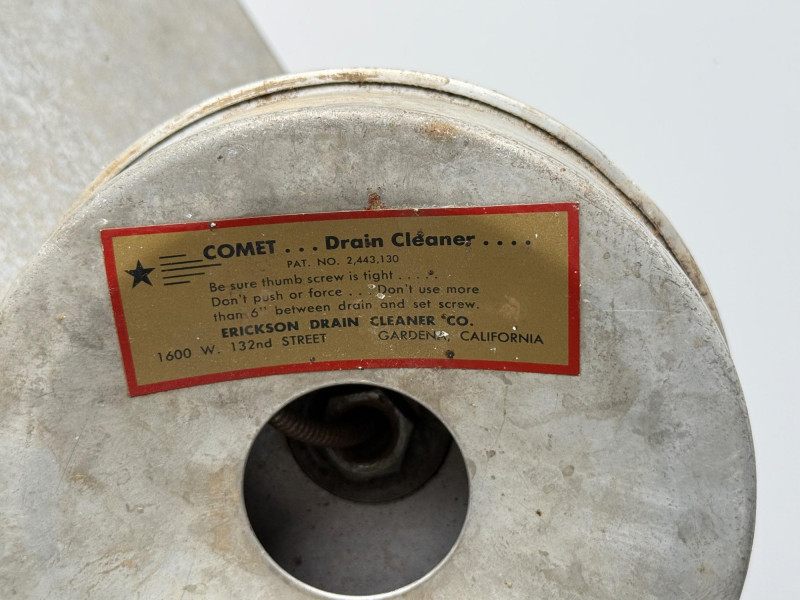 COMET . . . Drain Cleaner . . . .
PAT. NO. 2,443,130
Be sure thumb screw is tight . . . . .
Don't push or force . . . Don't use more
than 6" between drain and set screw.
ERICKSON DRAIN CLEANER CO.
1600 W. 132nd STREET GARDENA, CALIFORNIA